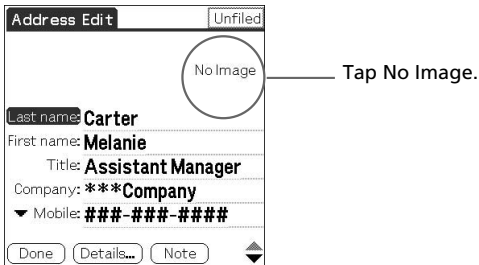 Address Edit Unfiled
No Image
Tap No Image.
Last name: Carter
First name: Melanie
Title: Assistant Manager
Company: ***Company
Mobile: ###-###-####
Done Details... Note